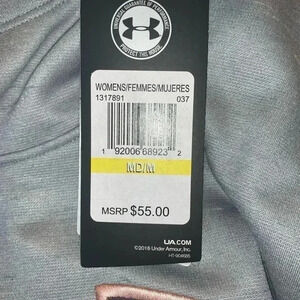 UNIVERSAL GUARANTEE OF PERFORMANCE
PROTECT THIS HOUSE
WOMENS/FEMMES/MUJERES
1317891 037
1 92006 68923 2
MD/M
MSRP $55.00
UA.COM
©2018 Under Armour, Inc.